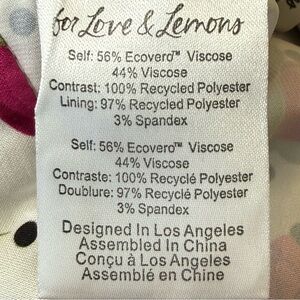 for Love & Lemons
Self: 56% Ecovero™ Viscose
44% Viscose
Contrast: 100% Recycled Polyester
Lining: 97% Recycled Polyester
3% Spandex
Self: 56% Ecovero™ Viscose
44% Viscose
Contraste: 100% Recyclé Polyester
Doublure: 97% Recyclé Polyester
3% Spandex
Designed In Los Angeles
Assembled In China
Conçu à Los Angeles
Assemblé en Chine